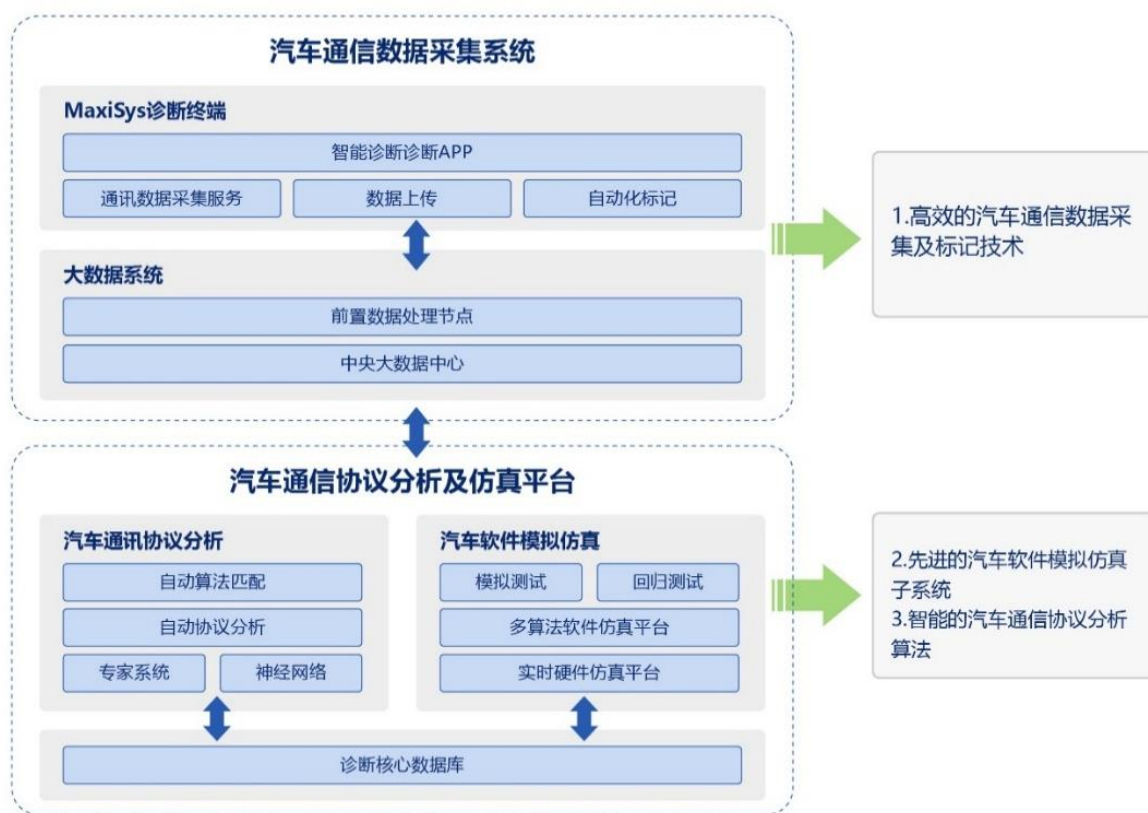 汽车通信数据采集系统
MaxiSys诊断终端
智能诊断诊断APP
通讯数据采集服务
数据上传
自动化标记
大数据系统
前置数据处理节点
中央大数据中心
1.高效的汽车通信数据采
集及标记技术
汽车通信协议分析及仿真平台
汽车通讯协议分析
自动算法匹配
自动协议分析
专家系统
神经网络
汽车软件模拟仿真
模拟测试
回归测试
多算法软件仿真平台
实时硬件仿真平台
诊断核心数据库
2.先进的汽车软件模拟仿真
子系统
3.智能的汽车通信协议分析
算法